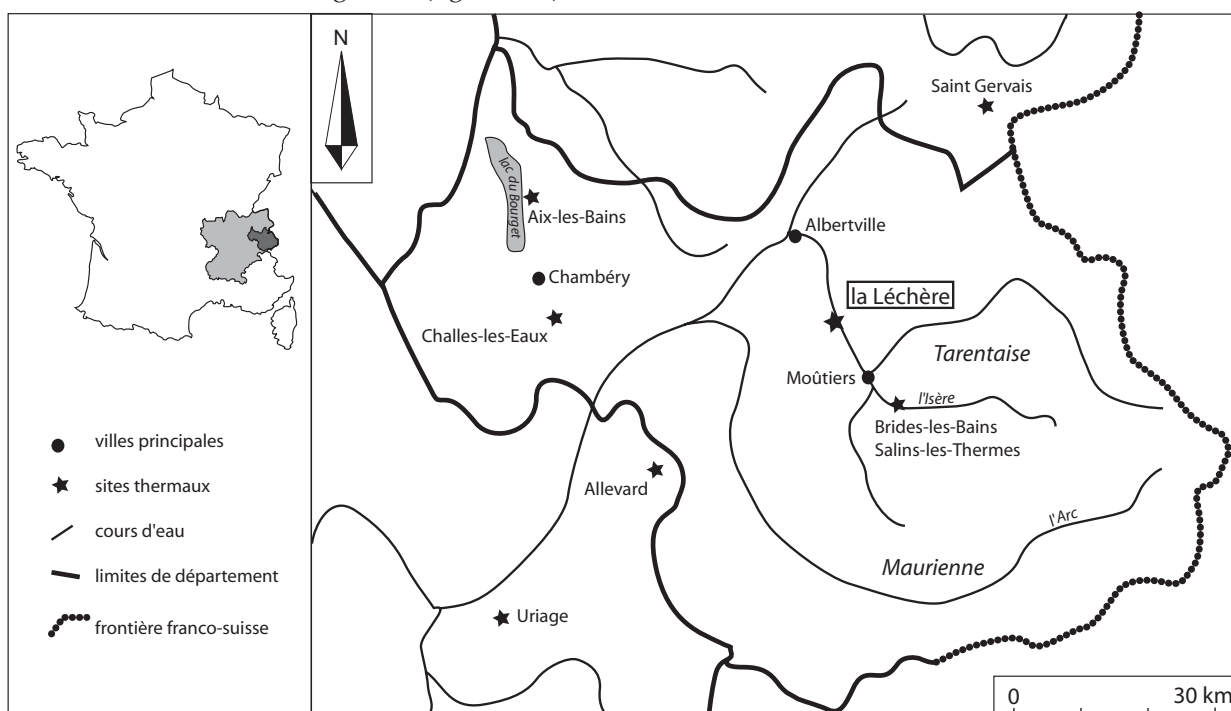 N
Saint Gervais
lac du Bourget
Aix-les-Bains
Albertville
Chambéry
la Léchère
Challes-les-Eaux
Tarentaise
Moûtiers
l'Isère
Brides-les-Bains
Salins-les-Thermes
Allevard
l'Arc
Maurienne
Uriage
villes principales
sites thermaux
cours d'eau
limites de département
frontière franco-suisse
0 30 km